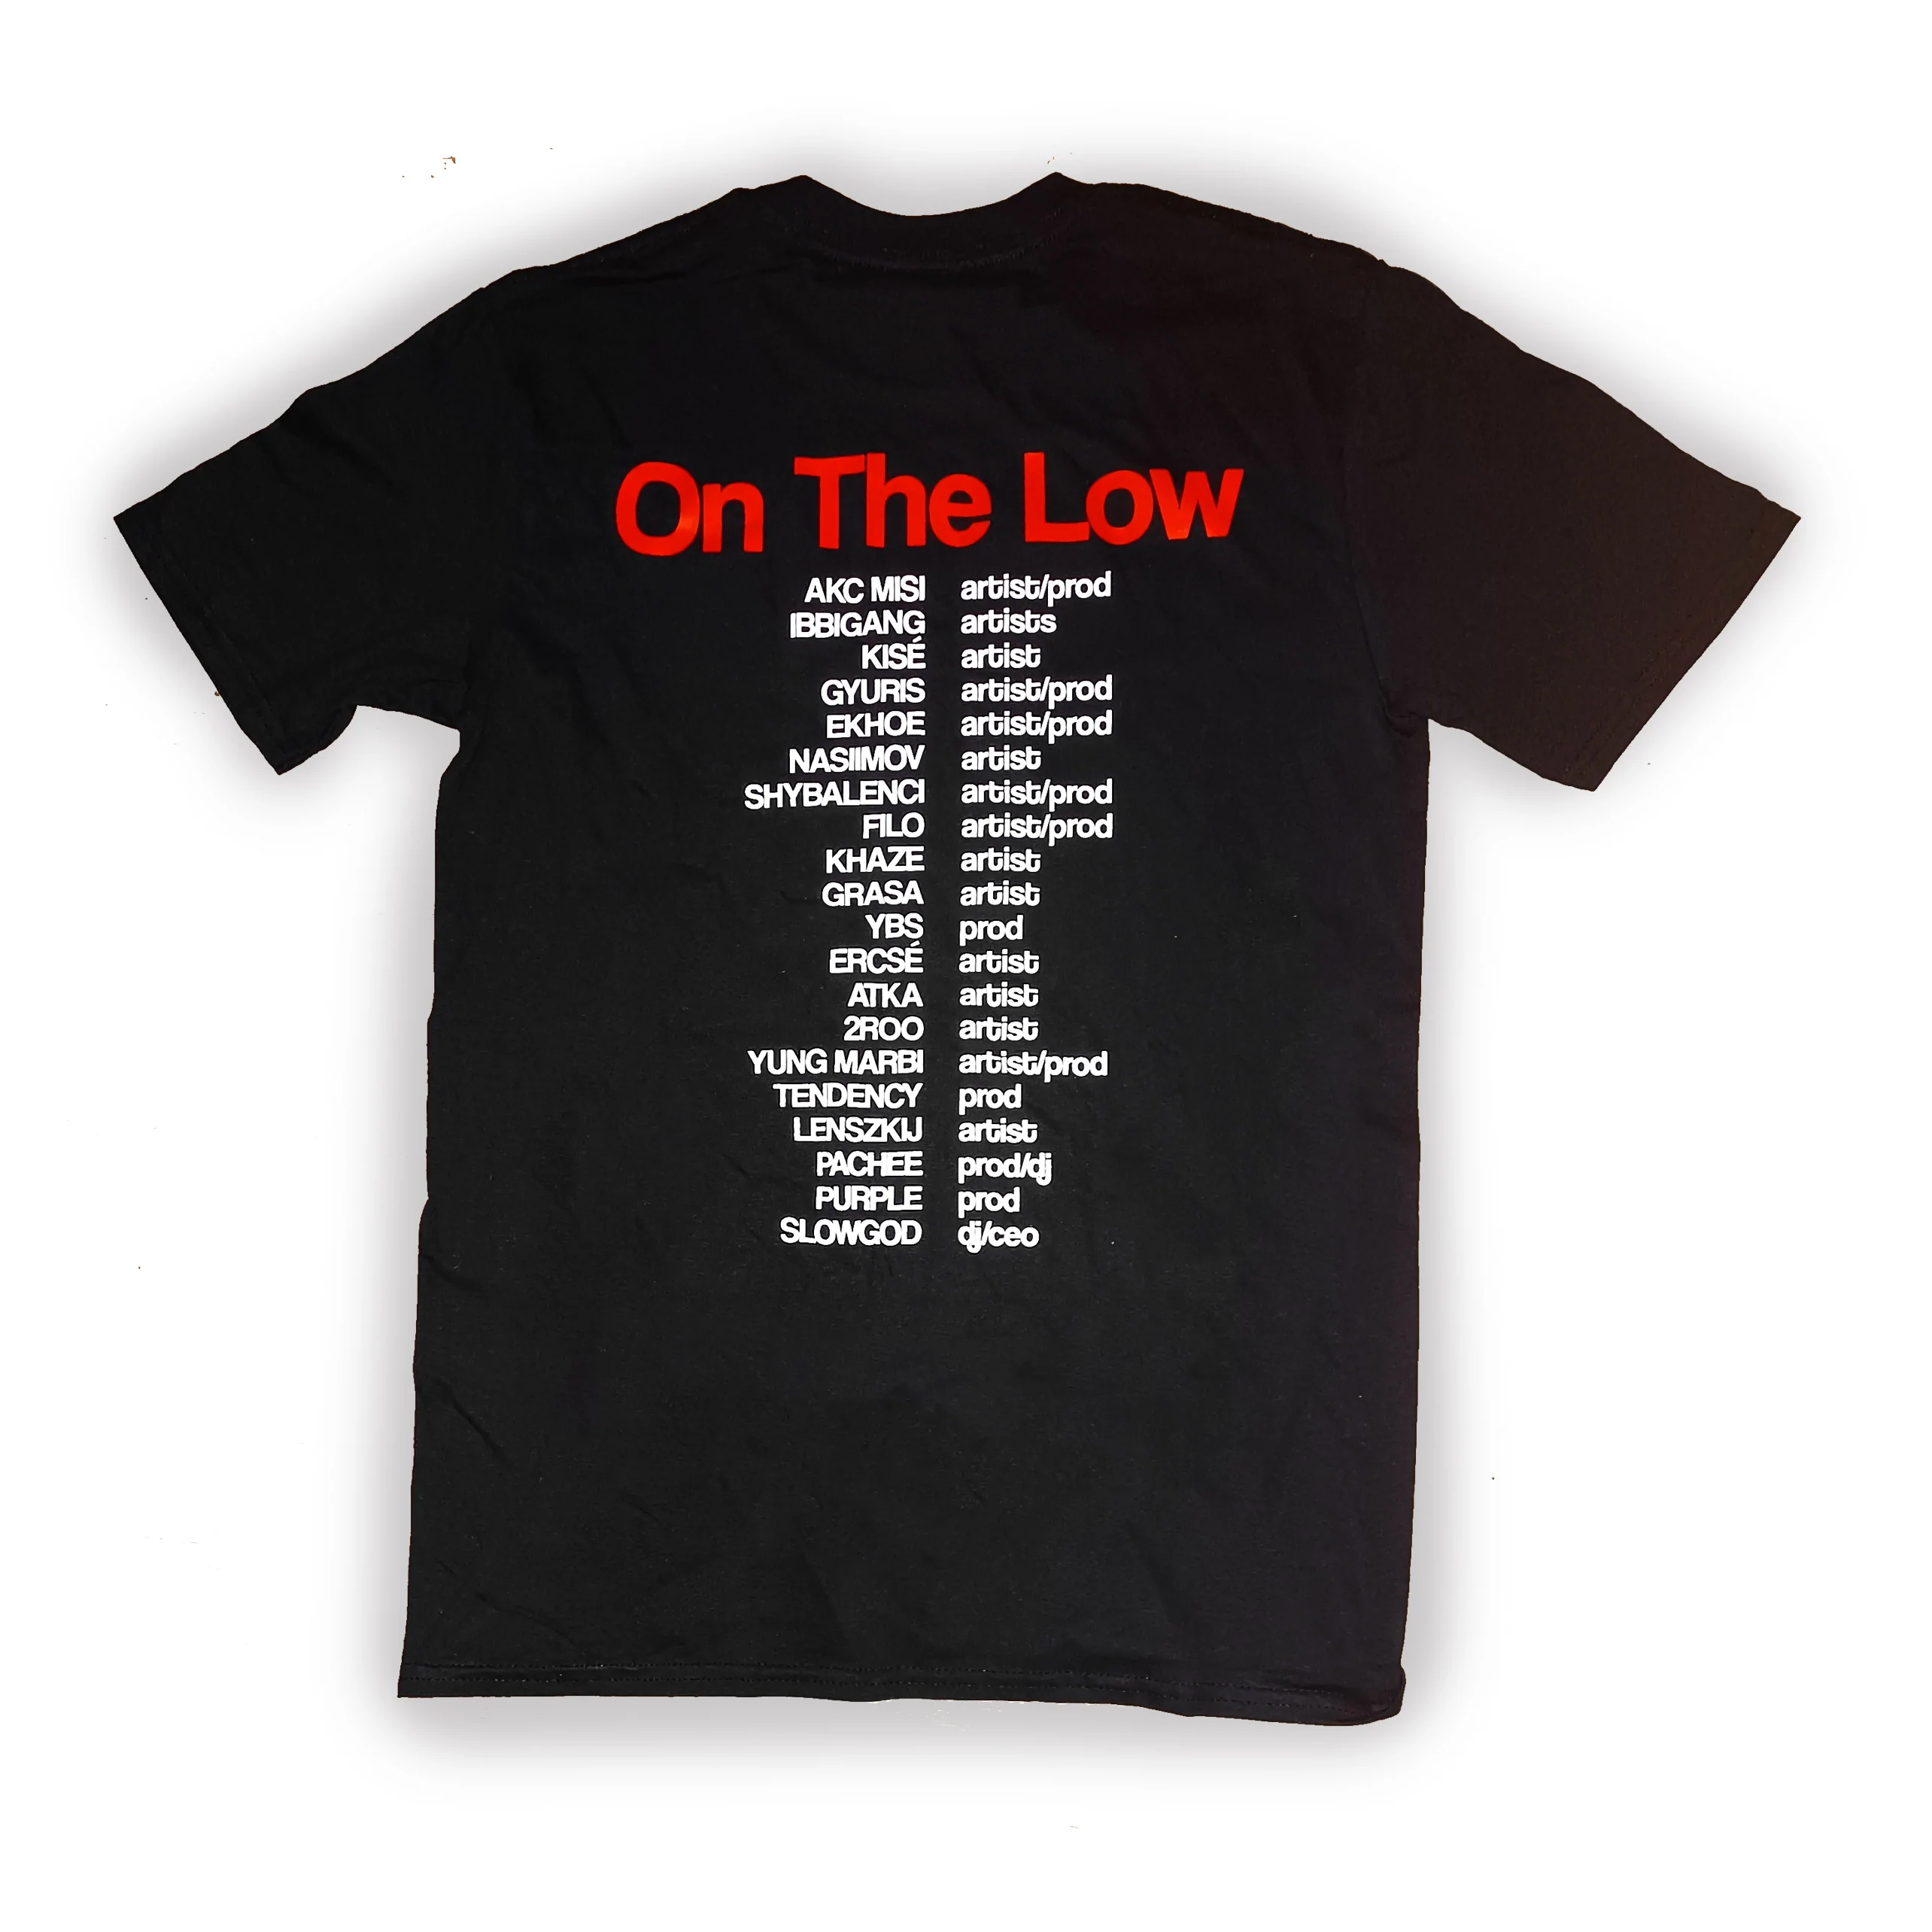 On The Low
AKC MISI artist/prod
IBBIGANG artists
KISÉ artist
GYURIS artist/prod
EKHOE artist/prod
NASIIMOV artist
SHYBALENCI artist/prod
FILO artist/prod
KHAZE artist
GRASA artist
YBS prod
ERCSÉ artist
ATKA artist
2ROO artist
YUNG MARBI artist/prod
TENDENCY prod
LENSZKIJ artist
PACHEE prod/dj
PURPLE prod
SLOWGOD dj/ceo